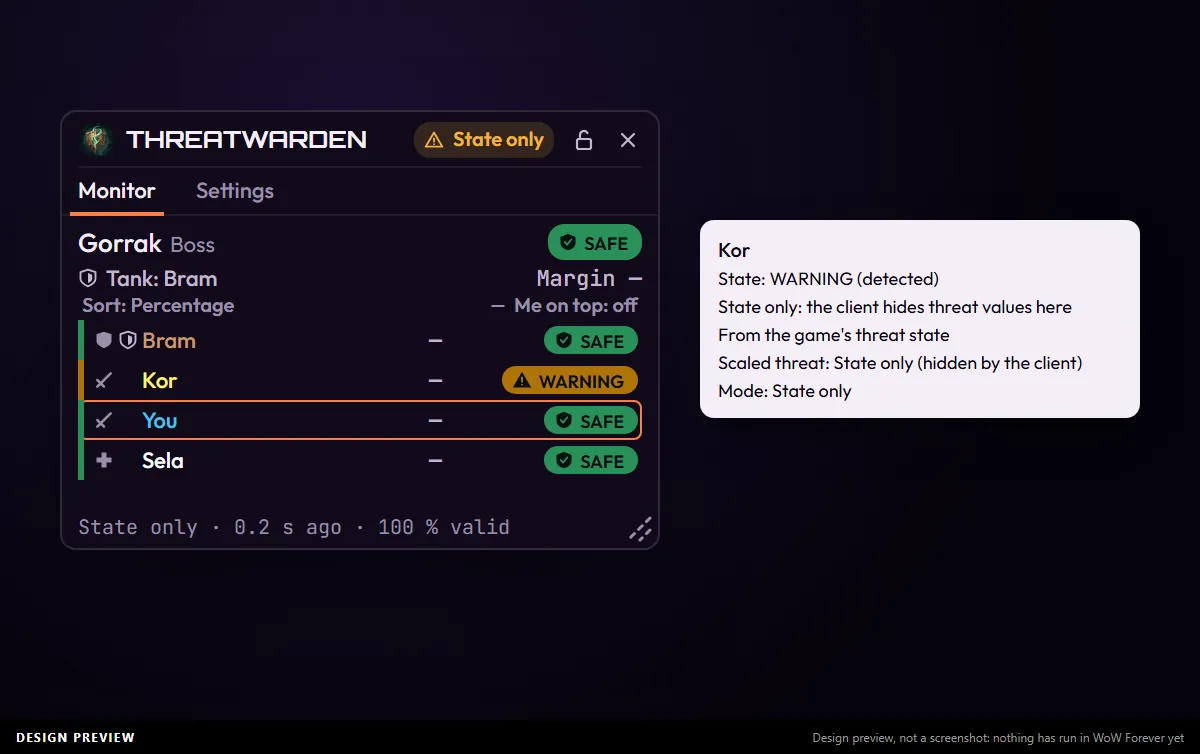 THREATWARDEN State only
Monitor Settings
Gorrak Boss SAFE
Tank: Bram Margin —
Sort: Percentage — Me on top: off
Bram — SAFE
Kor — WARNING
You — SAFE
Sela — SAFE
State only · 0.2 s ago · 100 % valid
Kor
State: WARNING (detected)
State only: the client hides threat values here
From the game's threat state
Scaled threat: State only (hidden by the client)
Mode: State only
DESIGN PREVIEW
Design preview, not a screenshot: nothing has run in WoW Forever yet